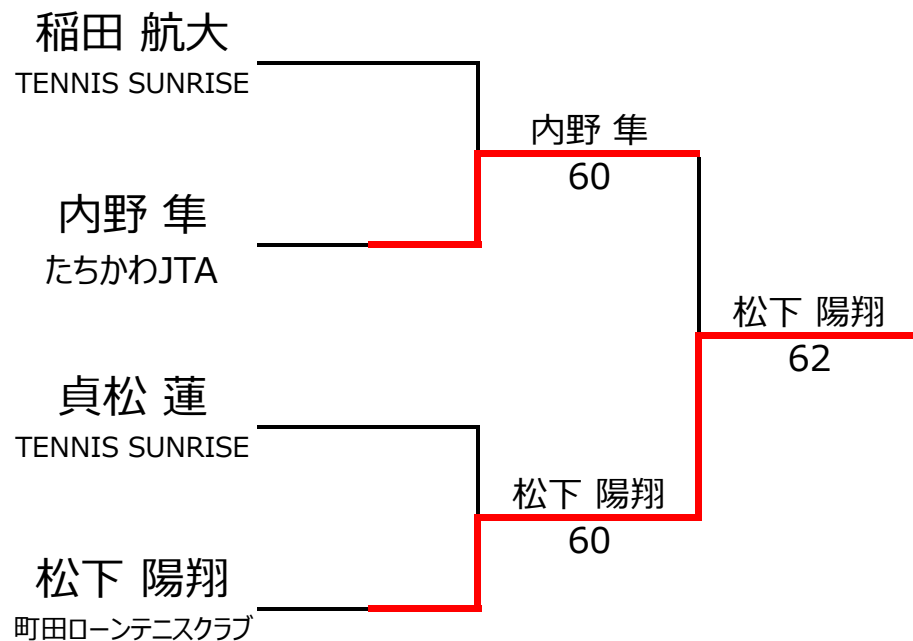 稲田 航大
TENNIS SUNRISE
内野 隼
60
内野 隼
たちかわJTA
松下 陽翔
62
貞松 蓮
TENNIS SUNRISE
松下 陽翔
60
松下 陽翔
町田ローンテニスクラブ